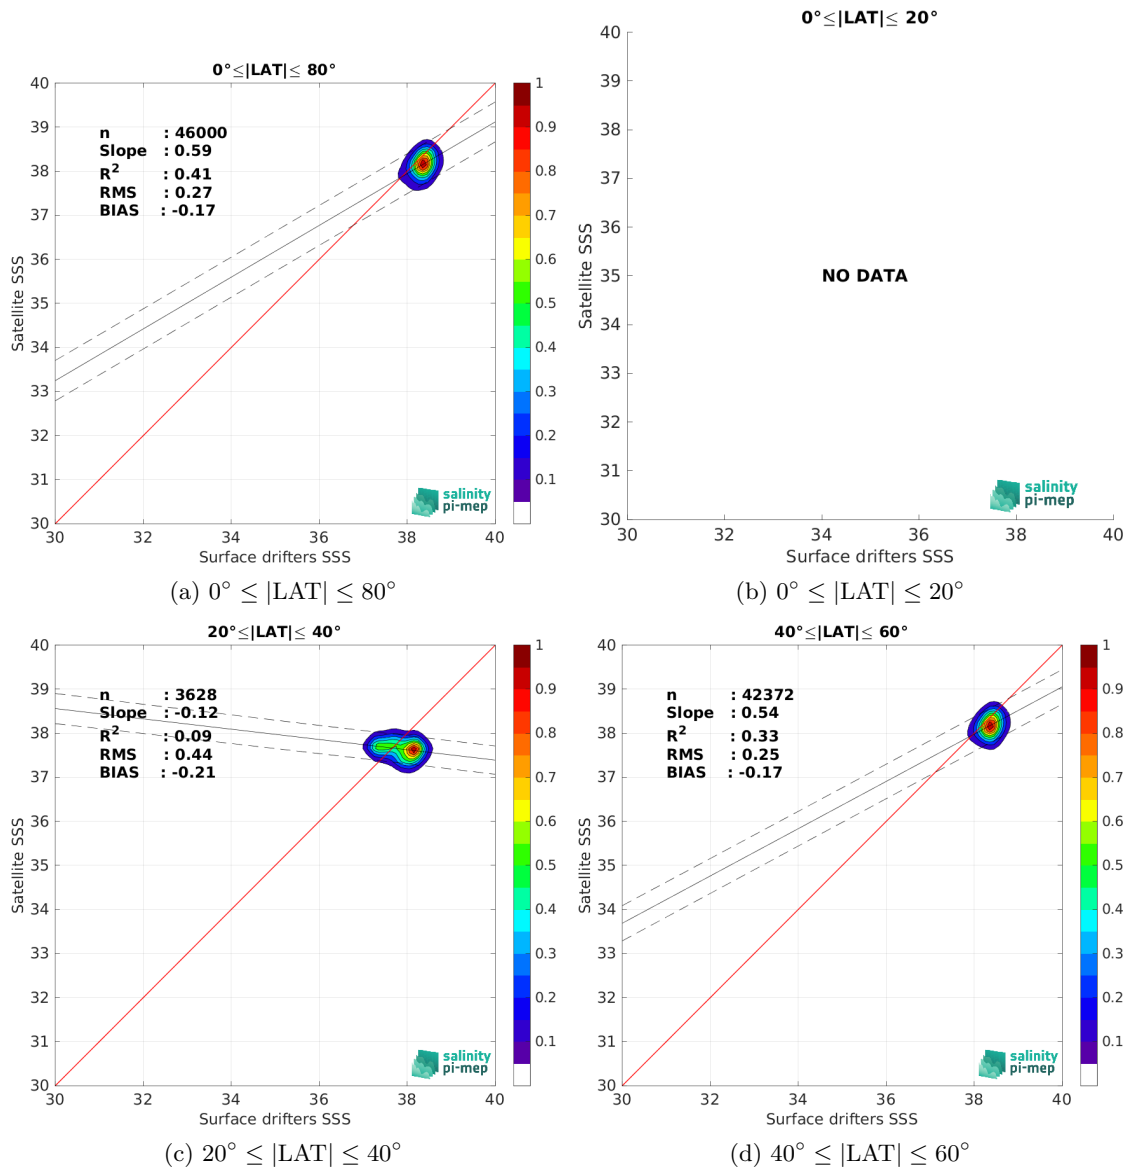 0°≤|LAT|≤ 80°
n : 46000
Slope : 0.59
R² : 0.41
RMS : 0.27
BIAS : -0.17
40
39
38
37
36
35
34
33
32
31
30
Satellite SSS
30 32 34 36 38 40
Surface drifters SSS
1
0.9
0.8
0.7
0.6
0.5
0.4
0.3
0.2
0.1
salinity
pi-mep
(a) 0° ≤ |LAT| ≤ 80°
0°≤|LAT|≤ 20°
40
39
38
37
36
35
34
33
32
31
30
Satellite SSS
NO DATA
30 32 34 36 38 40
Surface drifters SSS
salinity
pi-mep
(b) 0° ≤ |LAT| ≤ 20°
20°≤|LAT|≤ 40°
n : 3628
Slope : -0.12
R² : 0.09
RMS : 0.44
BIAS : -0.21
40
39
38
37
36
35
34
33
32
31
30
Satellite SSS
30 32 34 36 38 40
Surface drifters SSS
1
0.9
0.8
0.7
0.6
0.5
0.4
0.3
0.2
0.1
salinity
pi-mep
(c) 20° ≤ |LAT| ≤ 40°
40°≤|LAT|≤ 60°
n : 42372
Slope : 0.54
R² : 0.33
RMS : 0.25
BIAS : -0.17
40
39
38
37
36
35
34
33
32
31
30
Satellite SSS
30 32 34 36 38 40
Surface drifters SSS
1
0.9
0.8
0.7
0.6
0.5
0.4
0.3
0.2
0.1
salinity
pi-mep
(d) 40° ≤ |LAT| ≤ 60°